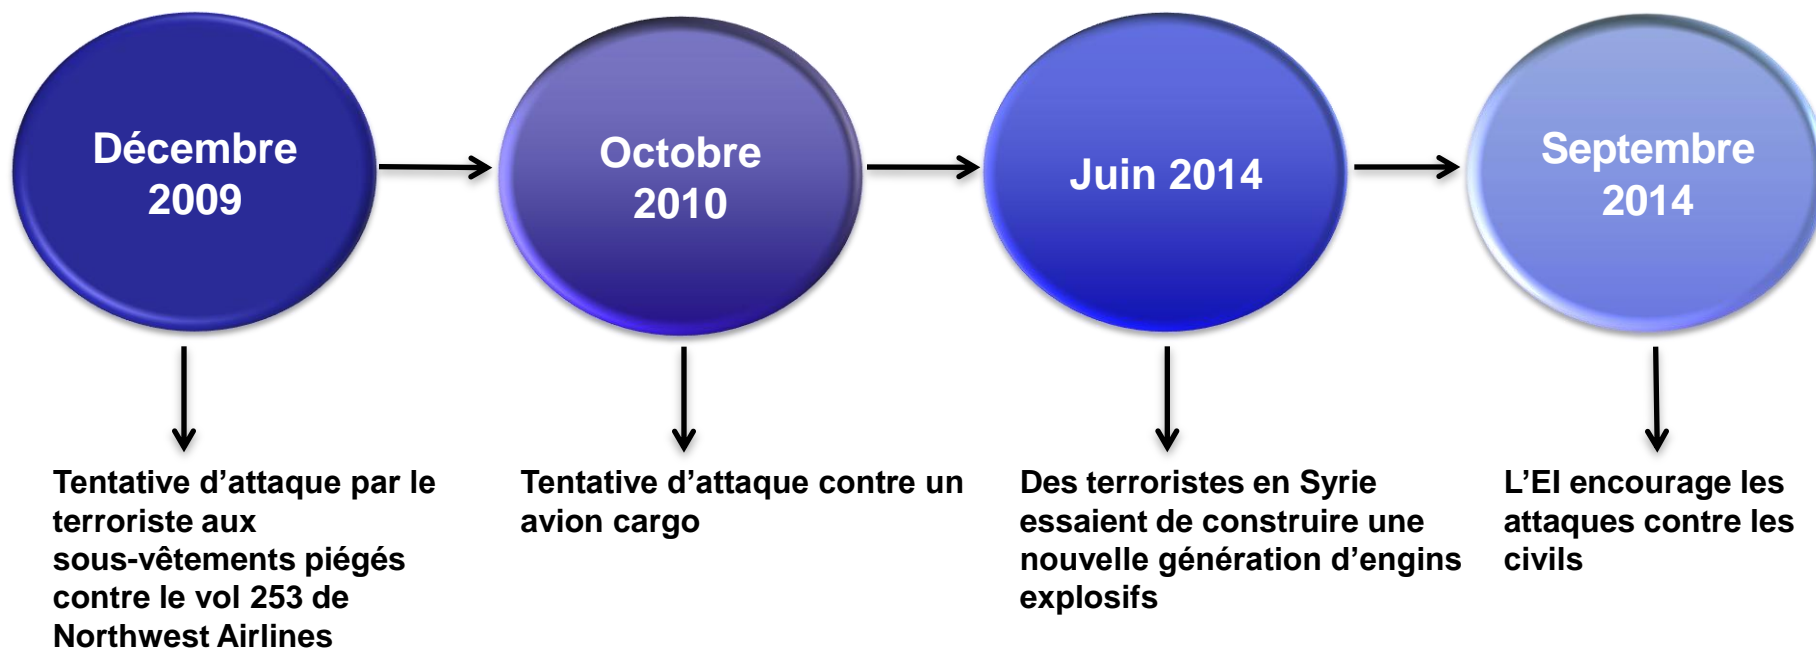 Décembre
2009
Octobre
2010
Juin 2014
Septembre
2014
Tentative d’attaque par le
terroriste aux
sous-vêtements piégés
contre le vol 253 de
Northwest Airlines
Tentative d’attaque contre un
avion cargo
Des terroristes en Syrie
essaient de construire une
nouvelle génération d’engins
explosifs
L’EI encourage les
attaques contre les
civils